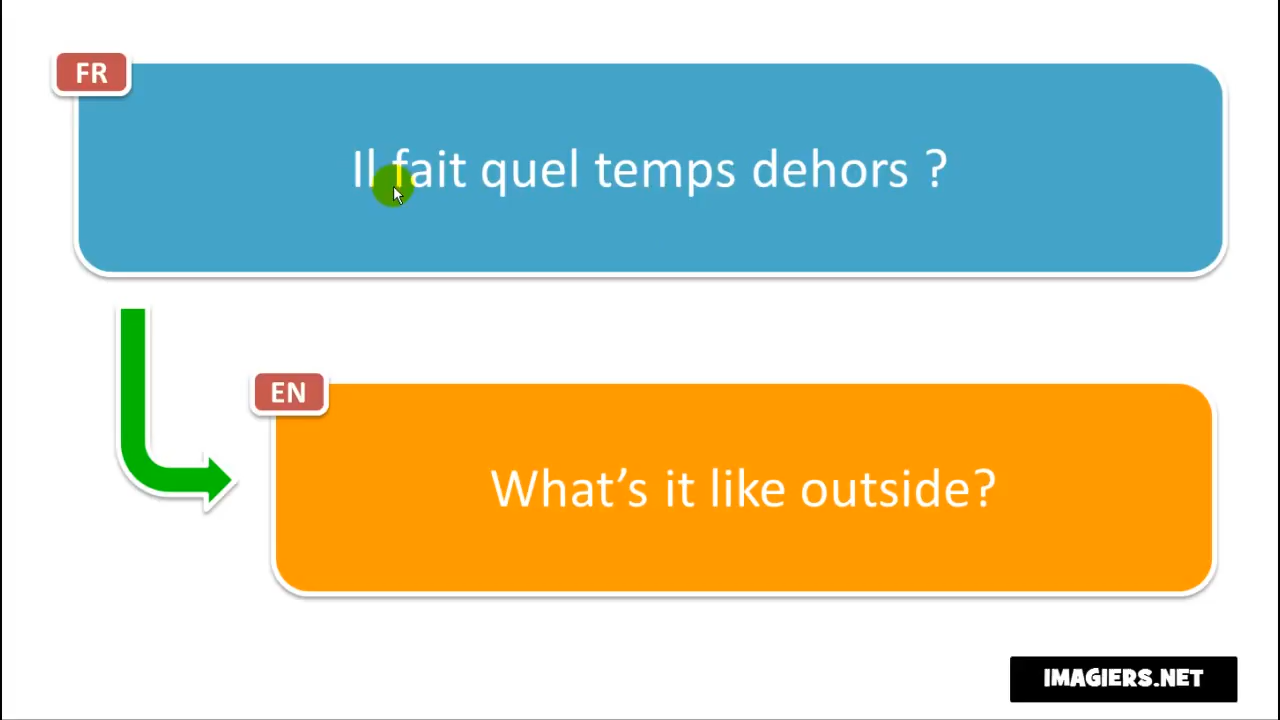 FR
Il fait quel temps dehors ?
EN
What’s it like outside?
IMAGIERS.NET